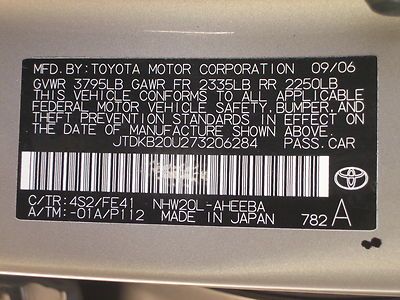 MFD. BY: TOYOTA MOTOR CORPORATION 09/06
GVWR 3795LB GAWR FR 2335LB RR 2250LB
THIS VEHICLE CONFORMS TO ALL APPLICABLE
FEDERAL MOTOR VEHICLE SAFETY, BUMPER, AND
THEFT PREVENTION STANDARDS IN EFFECT ON
THE DATE OF MANUFACTURE SHOWN ABOVE.
JTDKB20U273206284 PASS. CAR
C/TR: 4S2/FE41 NHW20L-AHEEBA
A/TM: -01A/P112 MADE IN JAPAN 782 A
TOYOTA